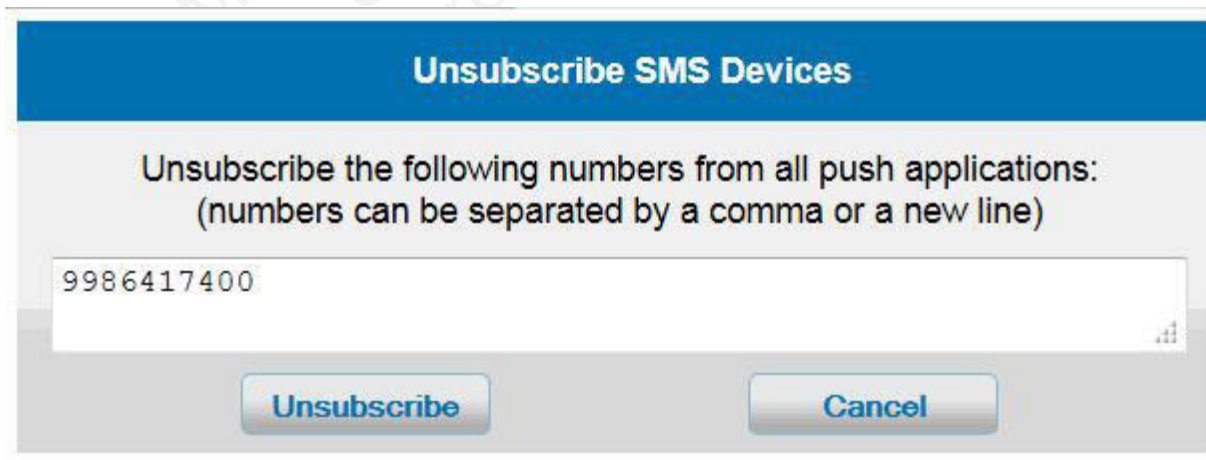 Unsubscribe SMS Devices
Unsubscribe the following numbers from all push applications:
(numbers can be separated by a comma or a new line)
9986417400
Unsubscribe Cancel